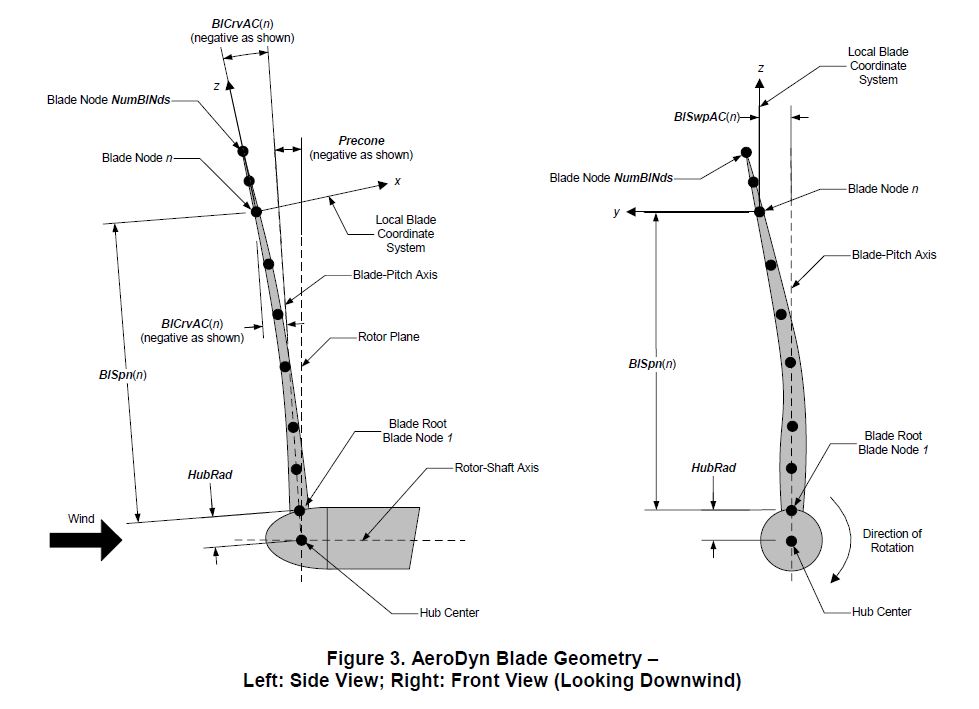 BlCrvAC(n)
(negative as shown)
z
Blade Node NumBlNds
Blade Node n
Precone
(negative as shown)
x
Local Blade
Coordinate
System
Blade-Pitch Axis
BlCrvAC(n)
(negative as shown)
Rotor Plane
BlSpn(n)
Blade Root
Blade Node 1
HubRad
Rotor-Shaft Axis
Wind
Hub Center
Local Blade
Coordinate
System
z
BlSwpAC(n)
Blade Node NumBlNds
Blade Node n
y
Blade-Pitch Axis
BlSpn(n)
Blade Root
Blade Node 1
HubRad
Direction of
Rotation
Hub Center
Figure 3. AeroDyn Blade Geometry –
Left: Side View; Right: Front View (Looking Downwind)